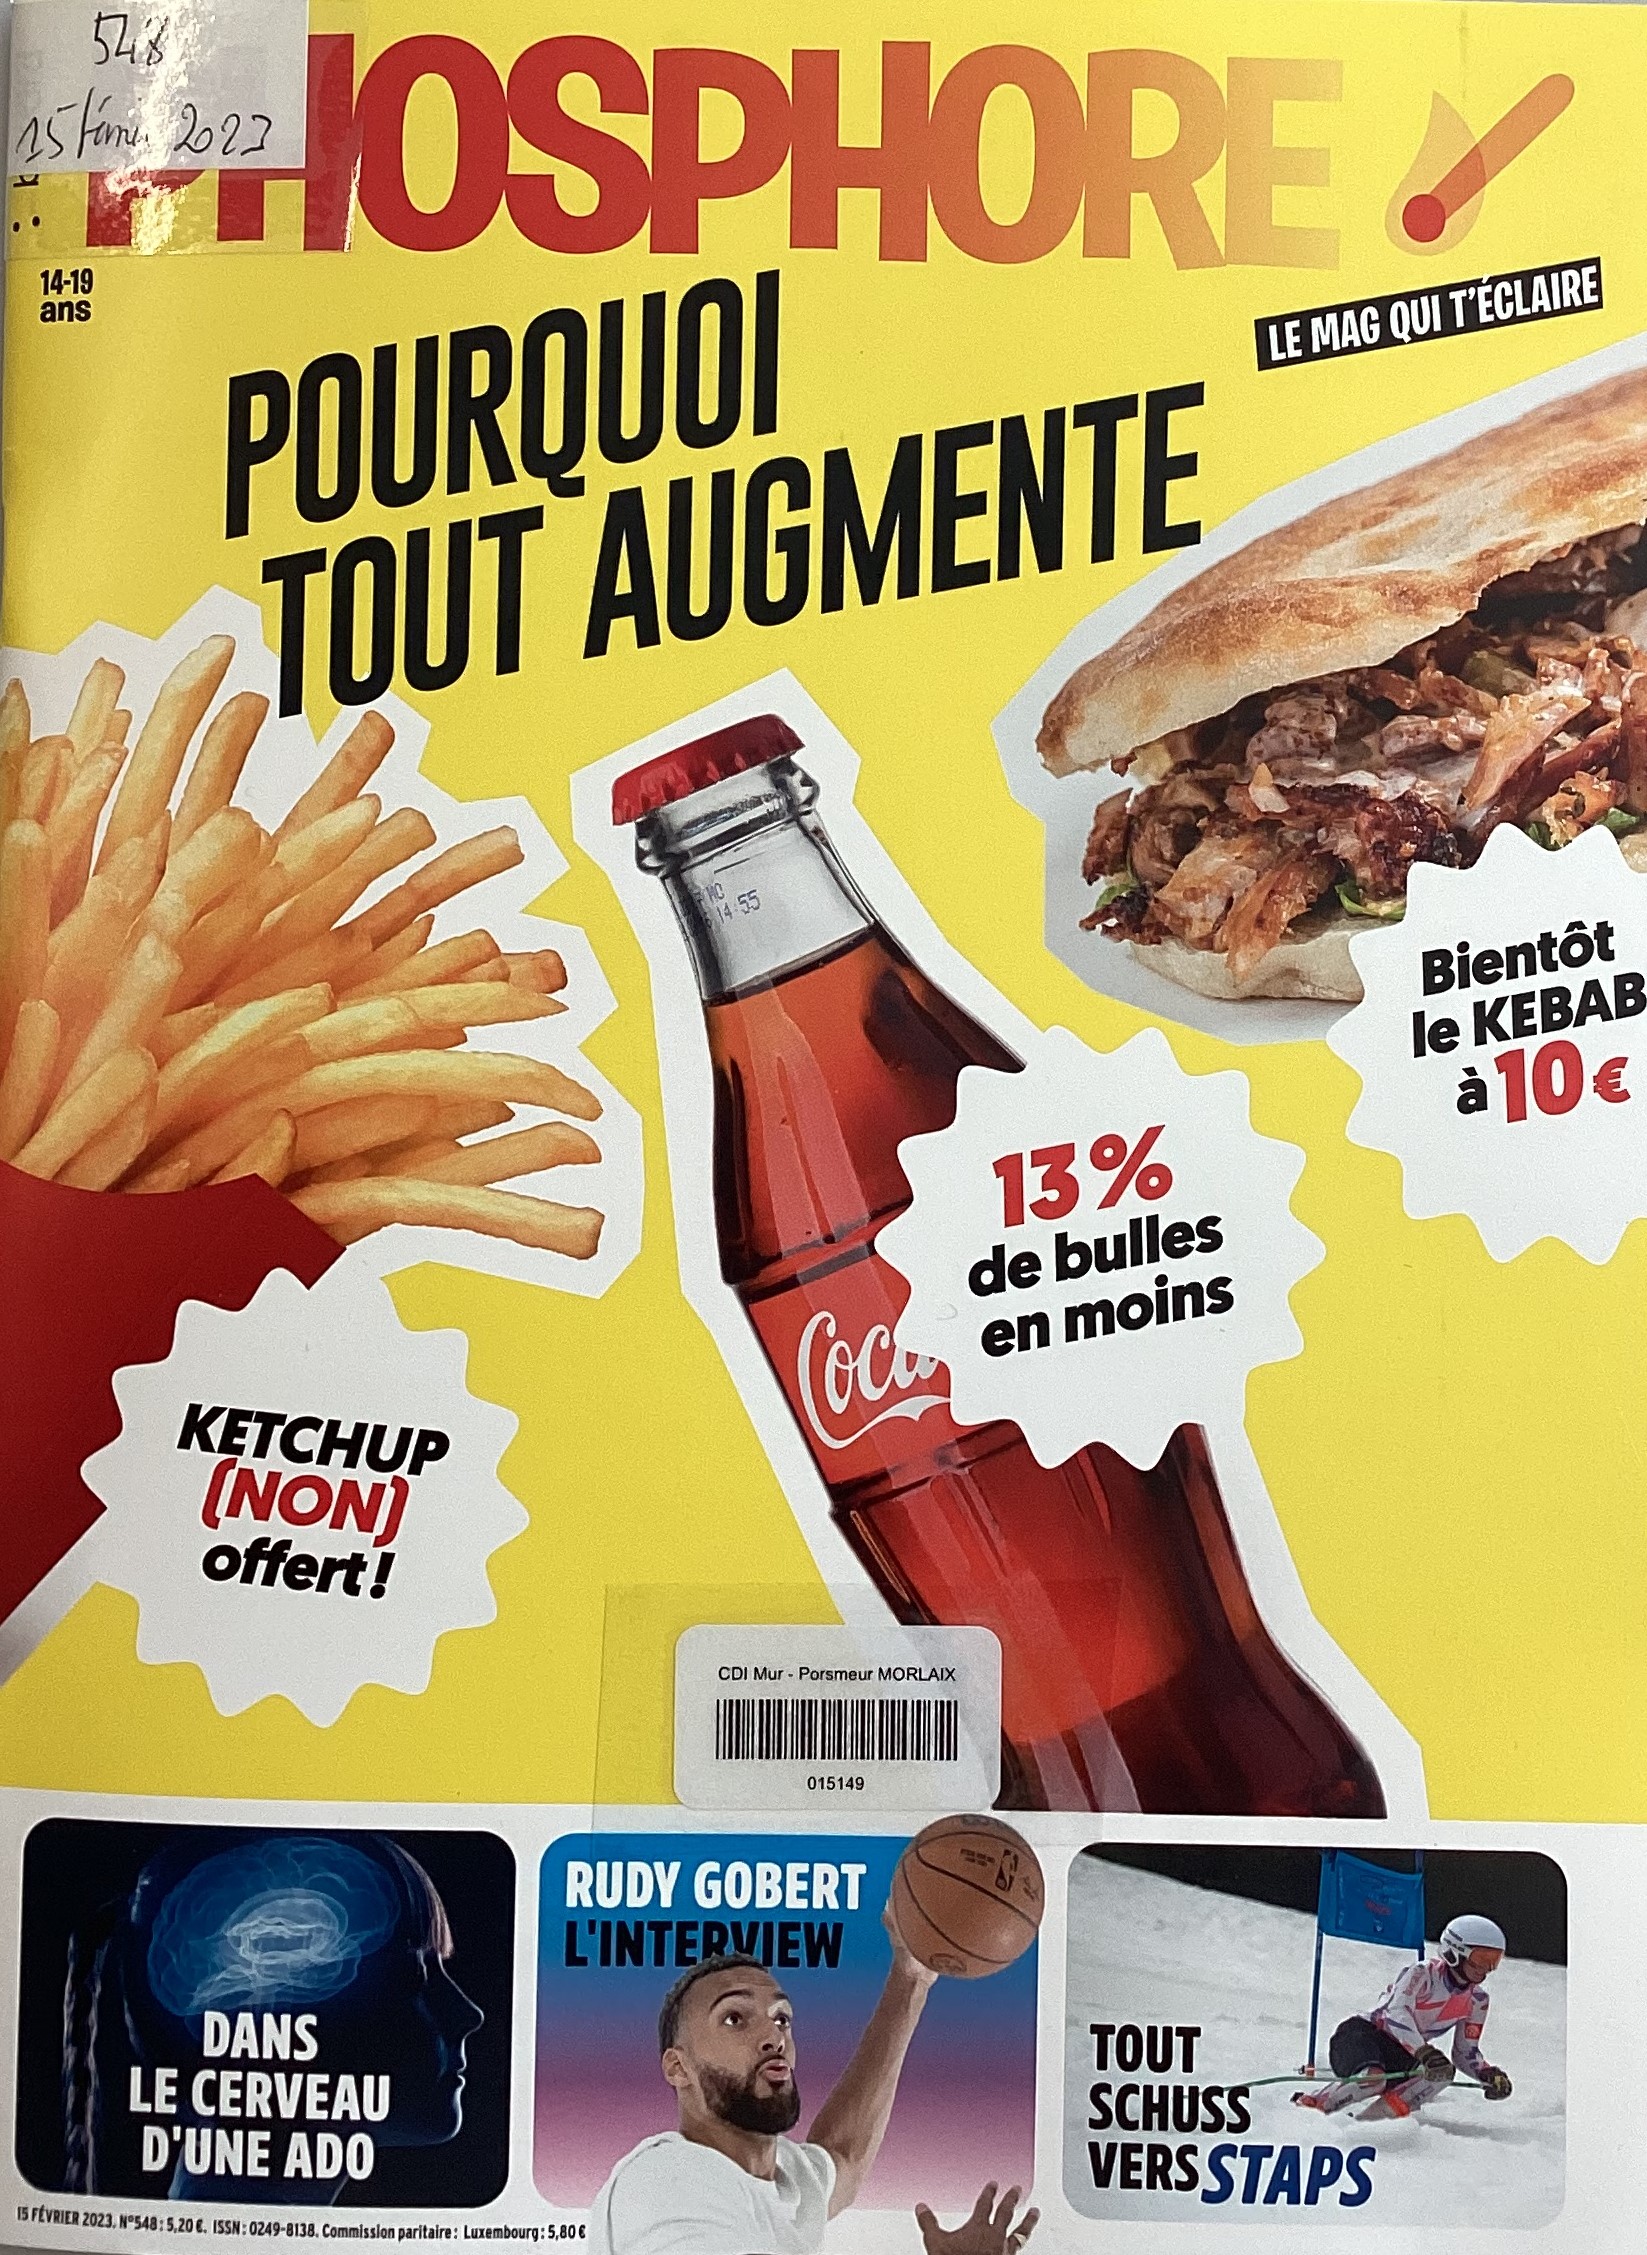 548
15 février 2023
PHOSPHORE
14-19
ans
LE MAG QUI T'ÉCLAIRE
POURQUOI
TOUT AUGMENTE
14:55
Bientôt
le KEBAB
à 10 €
13 %
de bulles
en moins
Coca
KETCHUP
(NON)
offert !
CDI Mur - Porsmeur MORLAIX
015149
DANS
LE CERVEAU
D'UNE ADO
RUDY GOBERT
L'INTERVIEW
TOUT
SCHUSS
VERS STAPS
15 FÉVRIER 2023. N°548 : 5,20 €. ISSN : 0249-8138. Commission paritaire : Luxembourg : 5,80 €